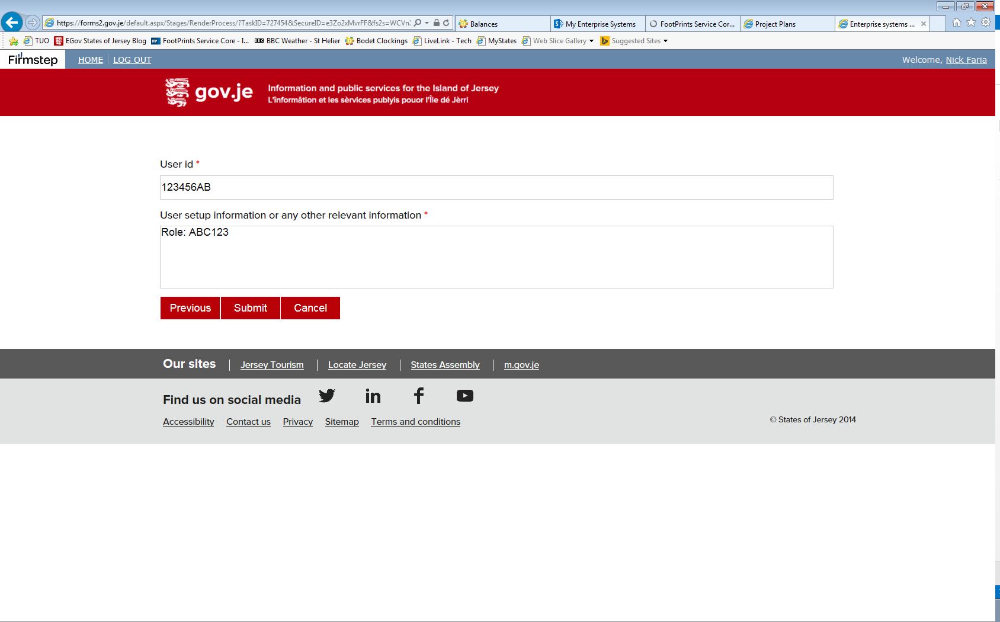 https://forms2.gov.je/default.aspx/Stages/RenderProcess/?TaskID=727454&SecureID=e3Zo2xMvrFF&fs2s=WCVn
Balances
My Enterprise Systems
FootPrints Service Cor...
Project Plans
Enterprise systems ...
TUO
EGov States of Jersey Blog
FP
FootPrints Service Core - I...
BBC
BBC Weather - St Helier
Bodet Clockings
LiveLink - Tech
MyStates
Web Slice Gallery
Suggested Sites
Firmstep
HOME
LOG OUT
Welcome, Nick Faria
gov.je
Information and public services for the Island of Jersey
L'înformâtion et les sèrvices publyis pouor l'Île dé Jèrri
User id *
123456AB
User setup information or any other relevant information *
Role: ABC123
Previous
Submit
Cancel
Our sites
Jersey Tourism
Locate Jersey
States Assembly
m.gov.je
Find us on social media
Accessibility
Contact us
Privacy
Sitemap
Terms and conditions
© States of Jersey 2014